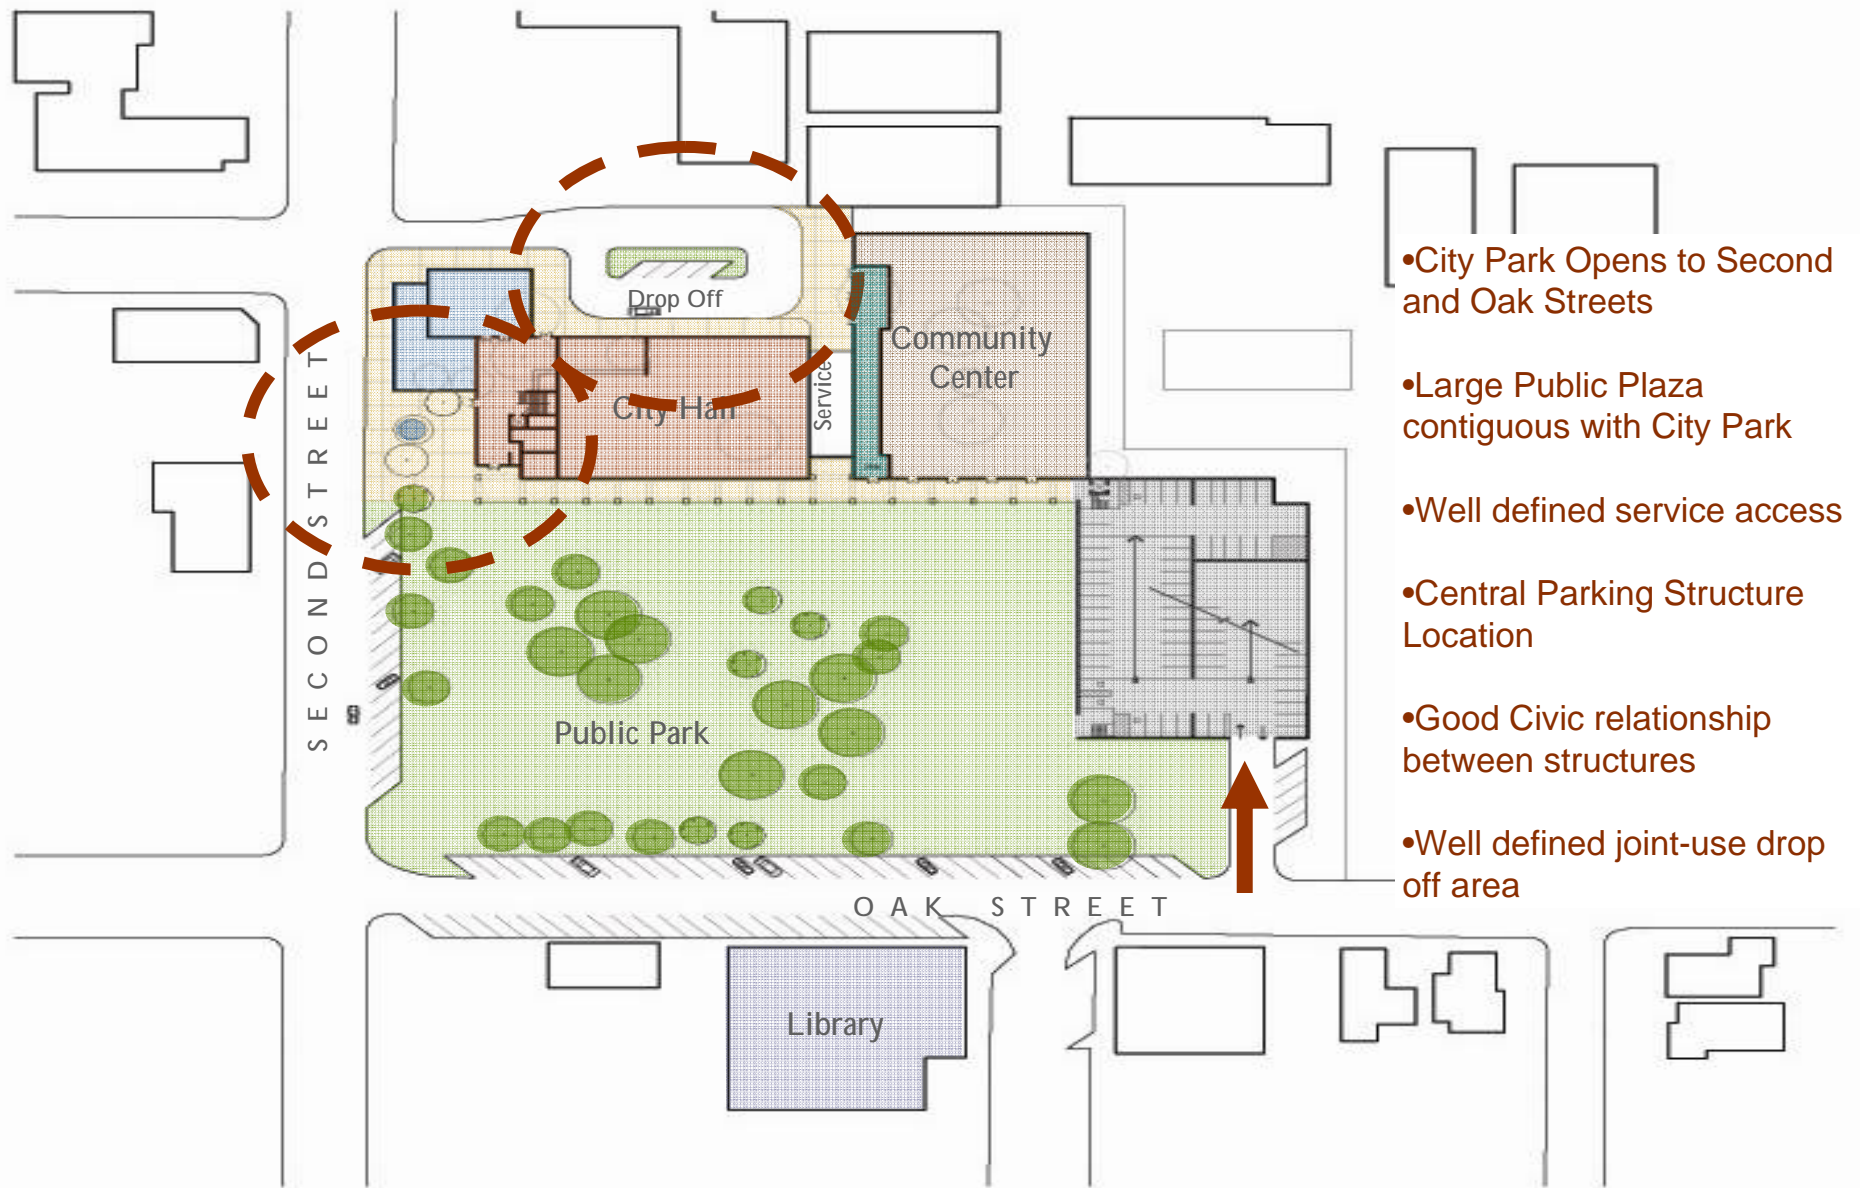 Drop Off
Community
Center
City Hall
Service
SECOND STREET
Public Park
OAK STREET
Library
•City Park Opens to Second
and Oak Streets
•Large Public Plaza
contiguous with City Park
•Well defined service access
•Central Parking Structure
Location
•Good Civic relationship
between structures
•Well defined joint-use drop
off area